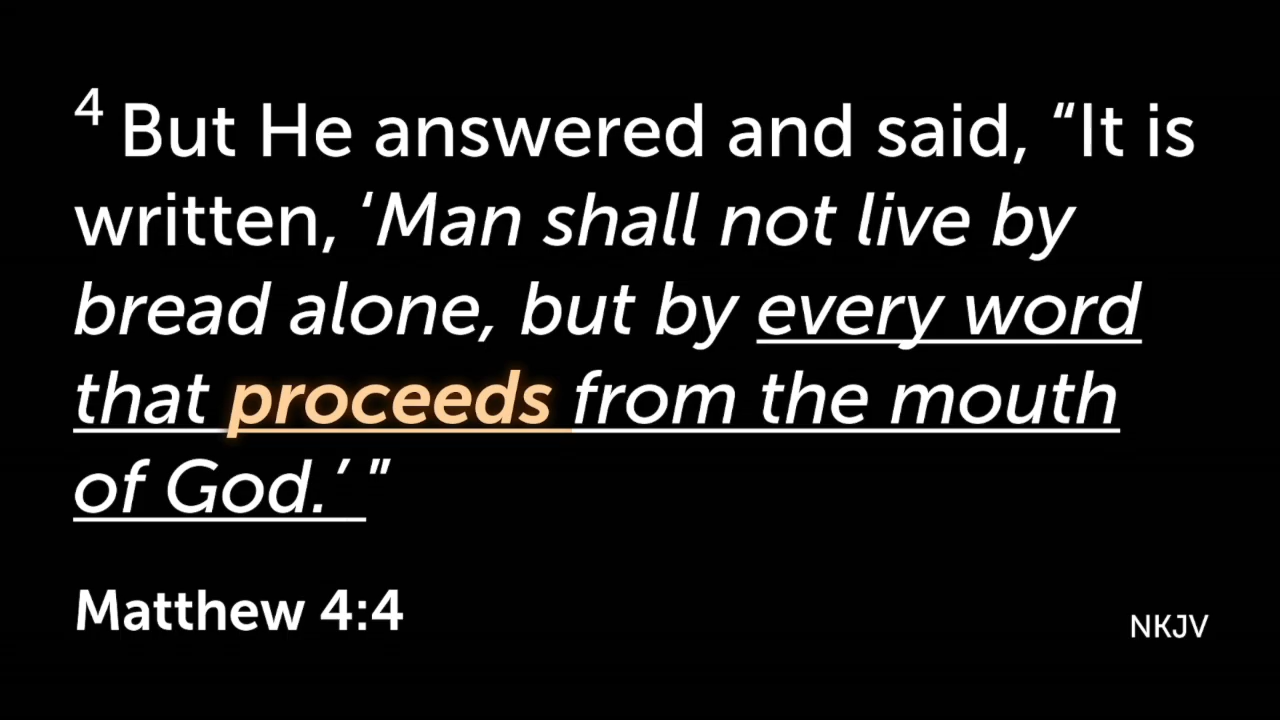 4 But He answered and said, “It is
written, ‘Man shall not live by
bread alone, but by every word
that proceeds from the mouth
of God.’ ”
Matthew 4:4
NKJV